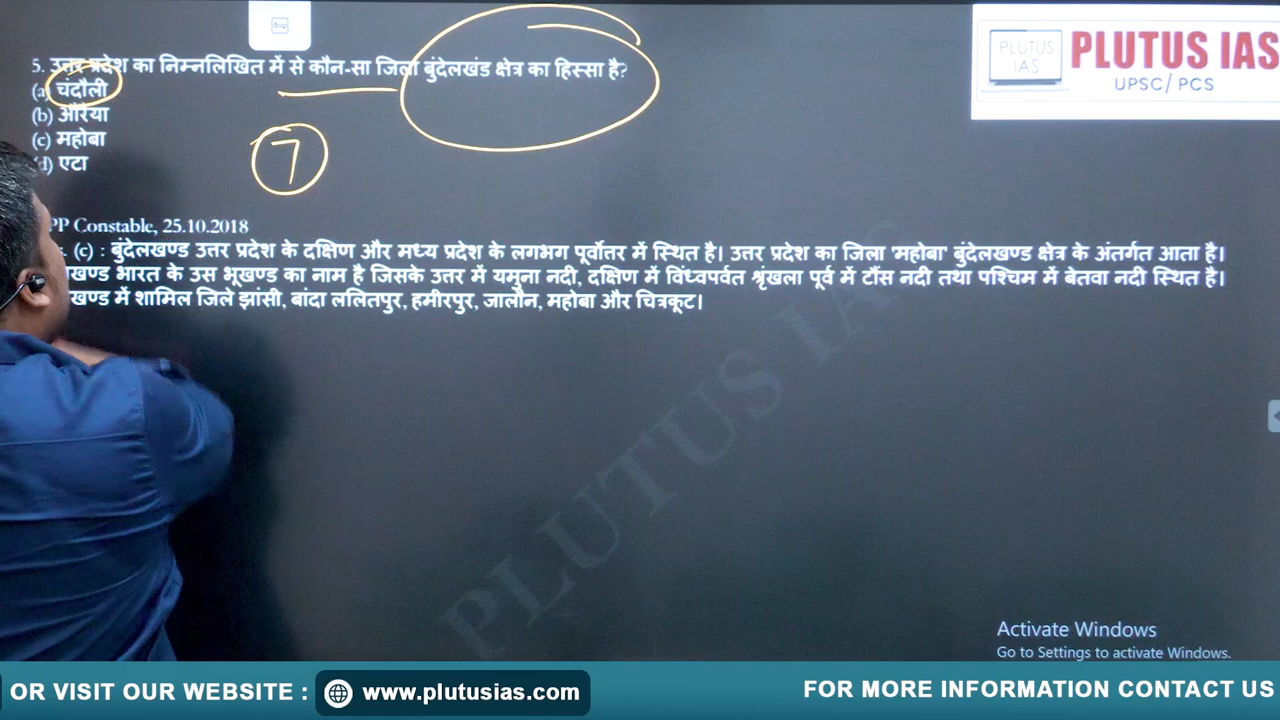 5. उत्तर प्रदेश का निम्नलिखित में से कौन-सा जिला बुंदेलखंड क्षेत्र का हिस्सा है?
(a) चंदौली
(b) औरैया
(c) महोबा
d) एटा
7
PP Constable, 25.10.2018
(c) : बुंदेलखण्ड उत्तर प्रदेश के दक्षिण और मध्य प्रदेश के लगभग पूर्वोत्तर में स्थित है। उत्तर प्रदेश का जिला 'महोबा' बुंदेलखण्ड क्षेत्र के अंतर्गत आता है।
खण्ड भारत के उस भूखण्ड का नाम है जिसके उत्तर में यमुना नदी, दक्षिण में विंध्वपर्वत श्रृंखला पूर्व में टौंस नदी तथा पश्चिम में बेतवा नदी स्थित है।
खण्ड में शामिल जिले झांसी, बांदा ललितपुर, हमीरपुर, जालौन, महोबा और चित्रकूट।
PLUTUS IAS
PLUTUS IAS
UPSC/ PCS
PLUTUS IAS
Activate Windows
Go to Settings to activate Windows.
OR VISIT OUR WEBSITE : www.plutusias.com
FOR MORE INFORMATION CONTACT US